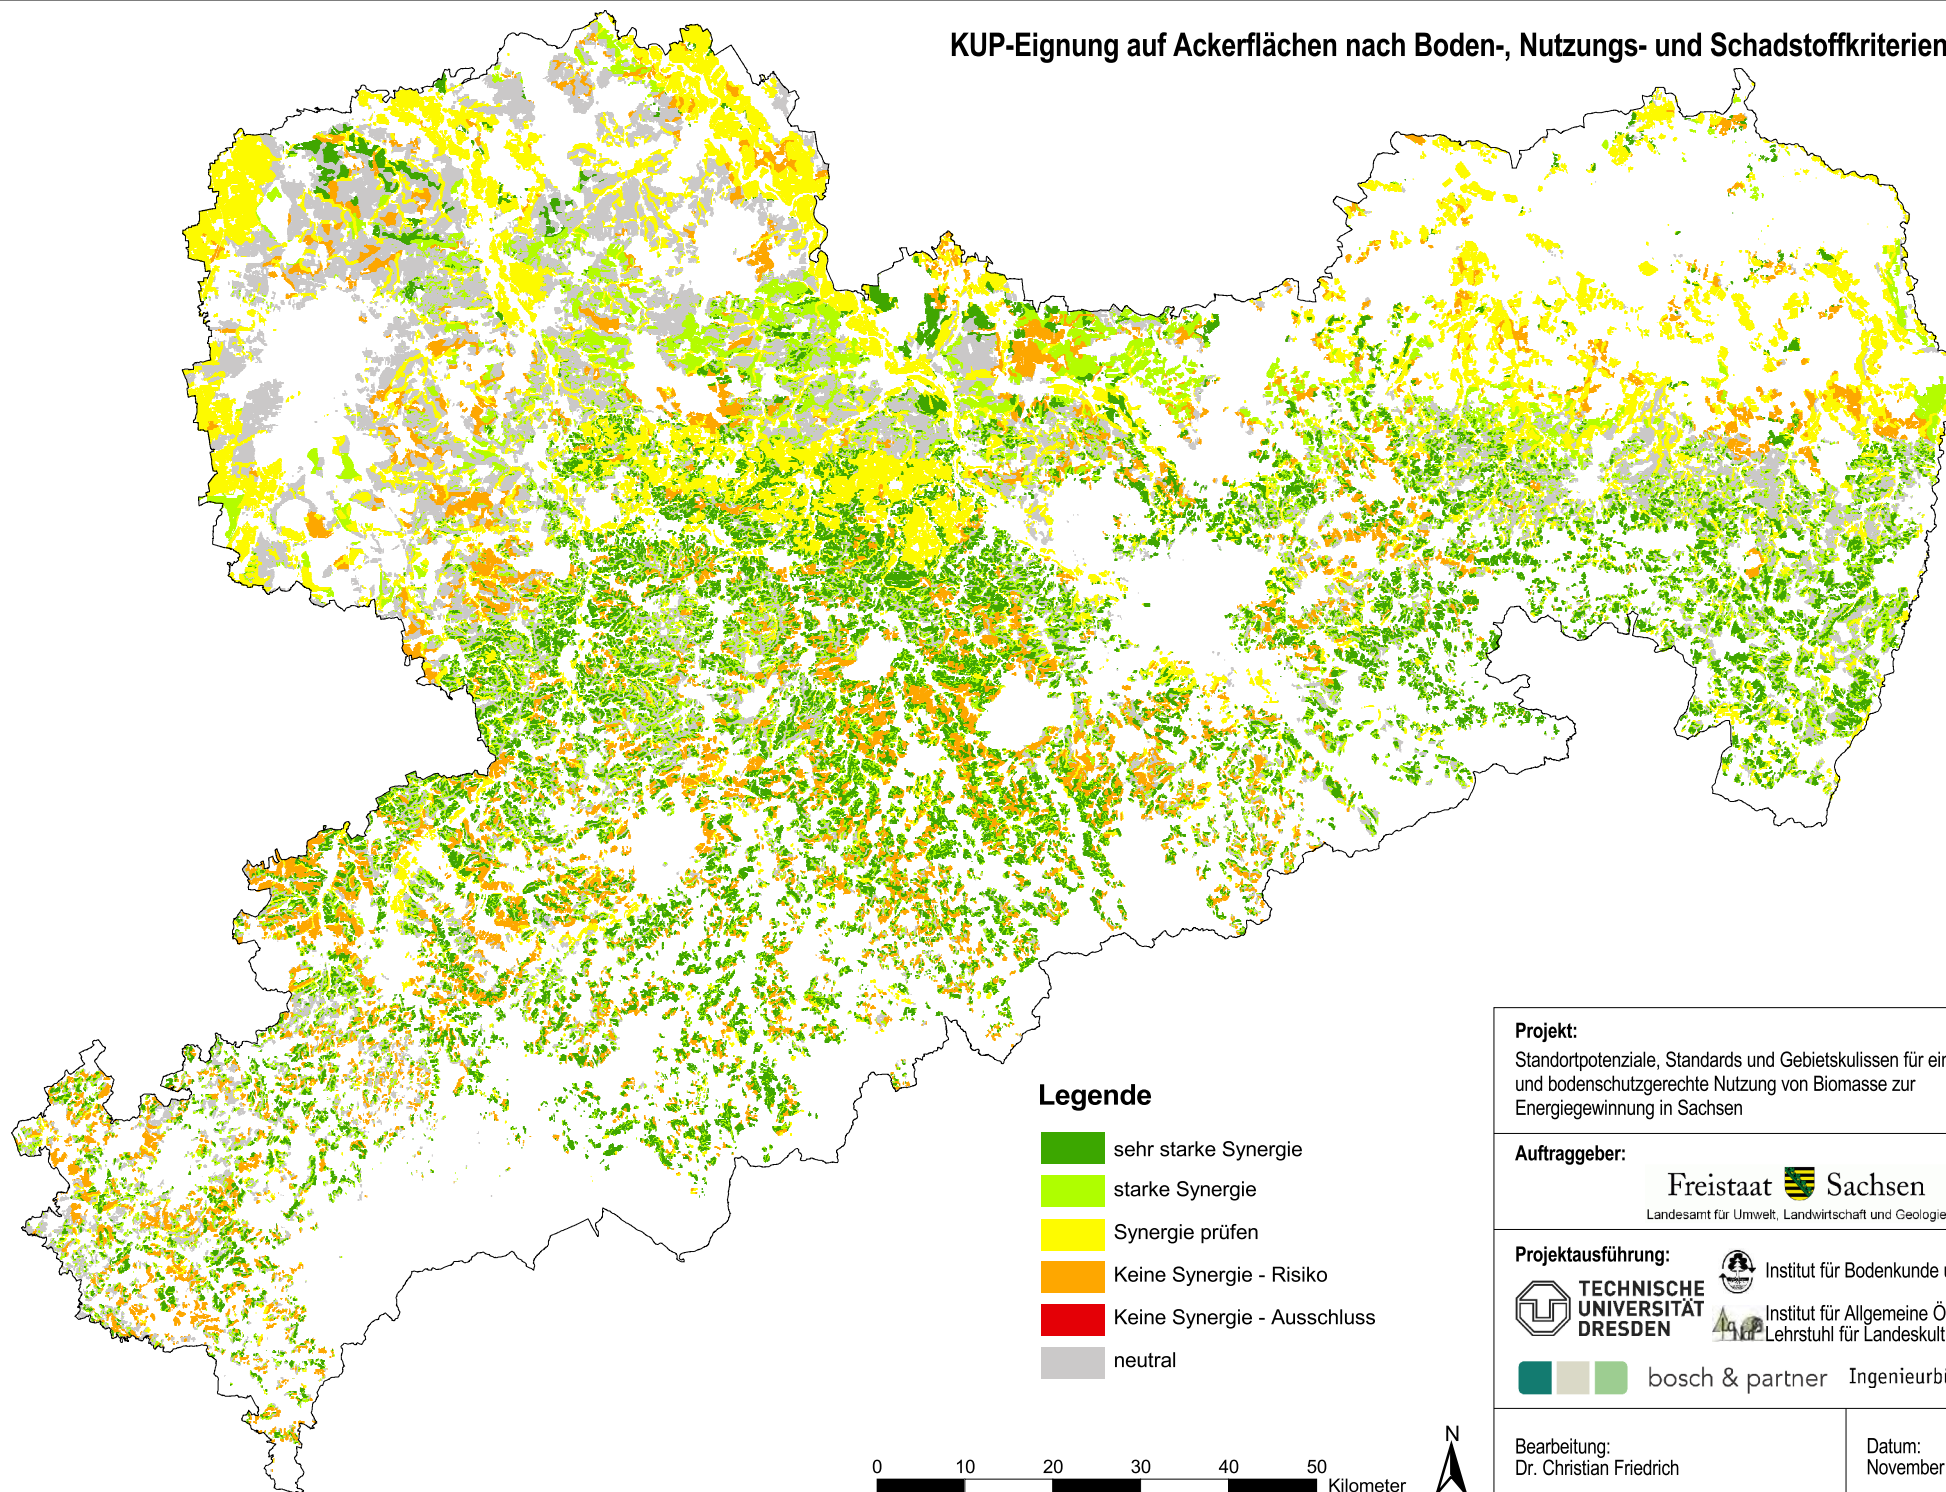 KUP-Eignung auf Ackerflächen nach Boden-, Nutzungs- und Schadstoffkriterien
Legende
sehr starke Synergie
starke Synergie
Synergie prüfen
Keine Synergie - Risiko
Keine Synergie - Ausschluss
neutral
0 10 20 30 40 50
Kilometer
N
Projekt:
Standortpotenziale, Standards und Gebietskulissen für ein
und bodenschutzgerechte Nutzung von Biomasse zur
Energiegewinnung in Sachsen
Auftraggeber:
Freistaat Sachsen
Landesamt für Umwelt, Landwirtschaft und Geologie
Projektausführung:
TECHNISCHE
UNIVERSITÄT
DRESDEN
Institut für Bodenkunde
Institut für Allgemeine Ö
Lehrstuhl für Landeskult
bosch & partner
Ingenieurb
Bearbeitung:
Dr. Christian Friedrich
Datum:
November